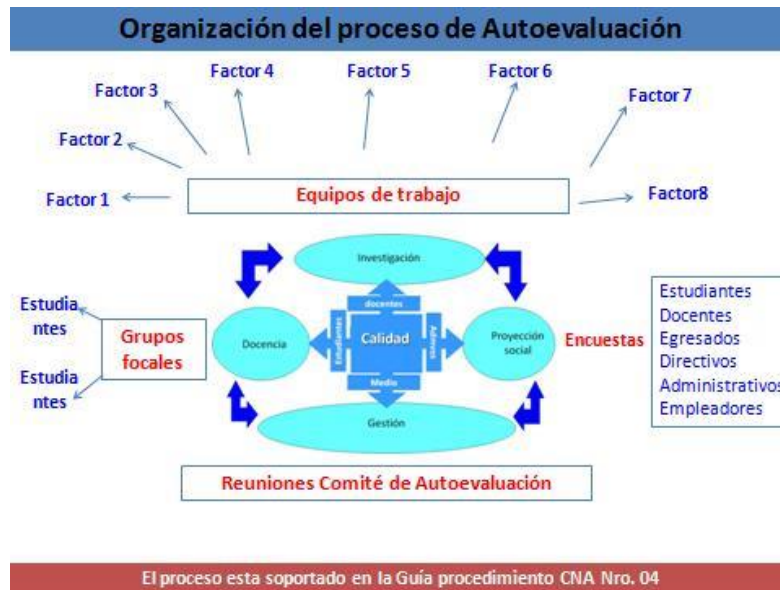 Organización del proceso de Autoevaluación
Factor 4
Factor 5
Factor 6
Factor 3
Factor 7
Factor 2
Factor 1
Equipos de trabajo
Factor8
Investigación
docentes
Estudia
ntes
Grupos
focales
Estudia
ntes
Docencia
Estudiantes
Calidad
Admvos
Proyección
social
Medio
Gestión
Encuestas
Estudiantes
Docentes
Egresados
Directivos
Administrativos
Empleadores
Reuniones Comité de Autoevaluación
El proceso esta soportado en la Guía procedimiento CNA Nro. 04